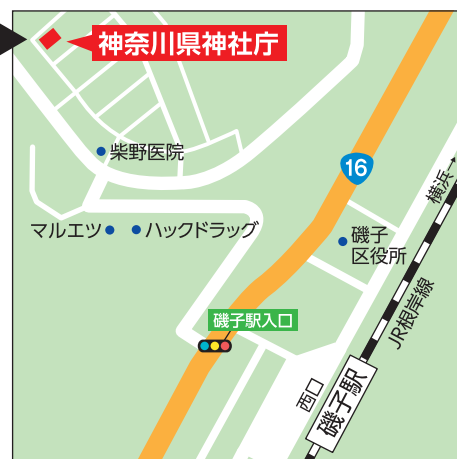 神奈川県神社庁
柴野医院
16
横浜→
マルエツ
ハックドラッグ
磯子
区役所
JR根岸線
磯子駅入口
西口
磯子駅